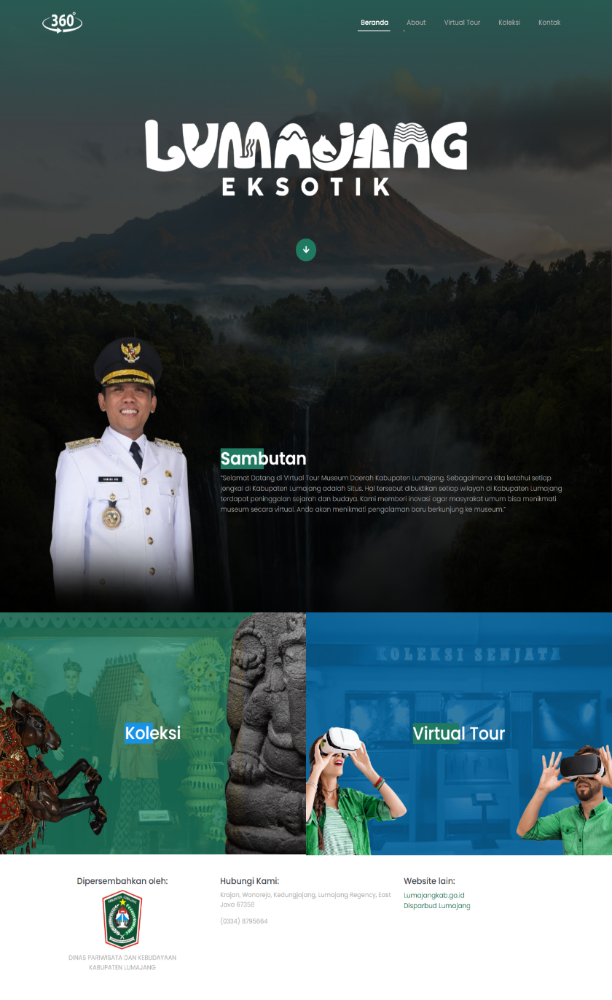 360°
Beranda About Virtual Tour Koleksi Kontak
LUMAJANG
EKSOTIK
Sambutan
"Selamat Datang di Virtual Tour Museum Daerah Kabupaten Lumajang. Sebagaimana kita ketahui setiap
jengkal di Kabupaten Lumajang adalah Situs. Hal tersebut dibuktikan setiap wilayah di Kabupaten Lumajang
terdapat peninggalan sejarah dan budaya. Kami memberi inovasi agar masyrakat umum bisa menikmati
museum secara virtual. Anda akan menikmati pengalaman baru berkunjung ke museum."
KOLEKSI SENJATA
Koleksi
Virtual Tour
Dipersembahkan oleh:
KABUPATEN LUMAJANG
DINAS PARIWISATA DAN KEBUDAYAAN
KABUPATEN LUMAJANG
Hubungi Kami:
Krajan, Wonorejo, Kedungjajang, Lumajang Regency, East
Java 67358
(0334) 8795664
Website lain:
Lumajangkab.go.id
Disparbud Lumajang